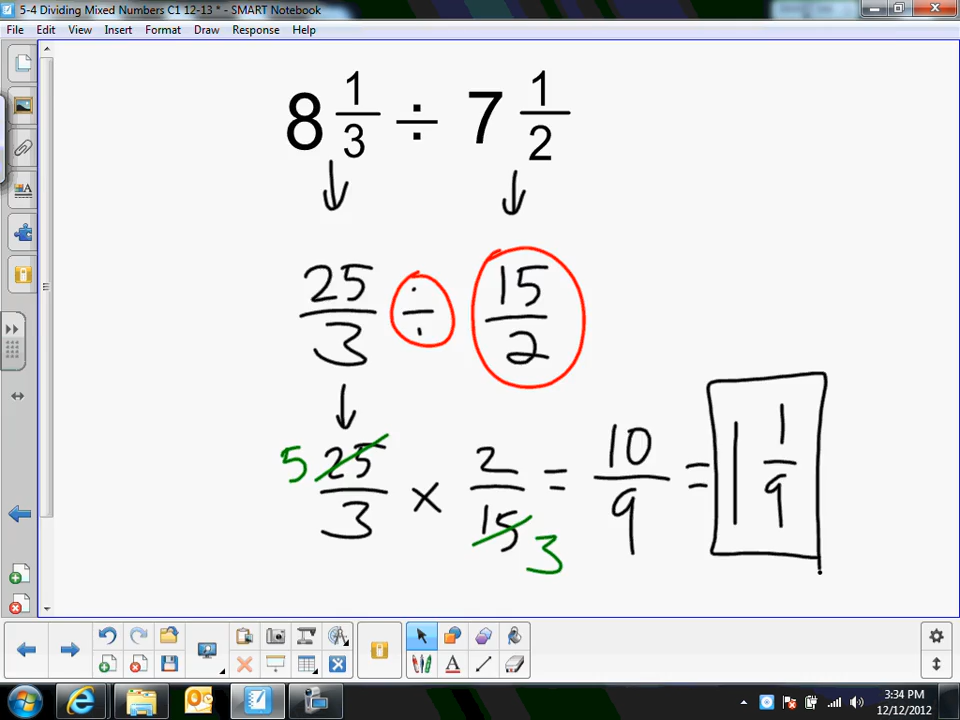 5-4 Dividing Mixed Numbers C1 12-13 * - SMART Notebook
File Edit View Insert Format Draw Response Help
8 1/3 ÷ 7 1/2
25/3 ÷ 15/2
5 25/3 × 2/15 3 = 10/9 = 1 1/9
3:34 PM
12/12/2012